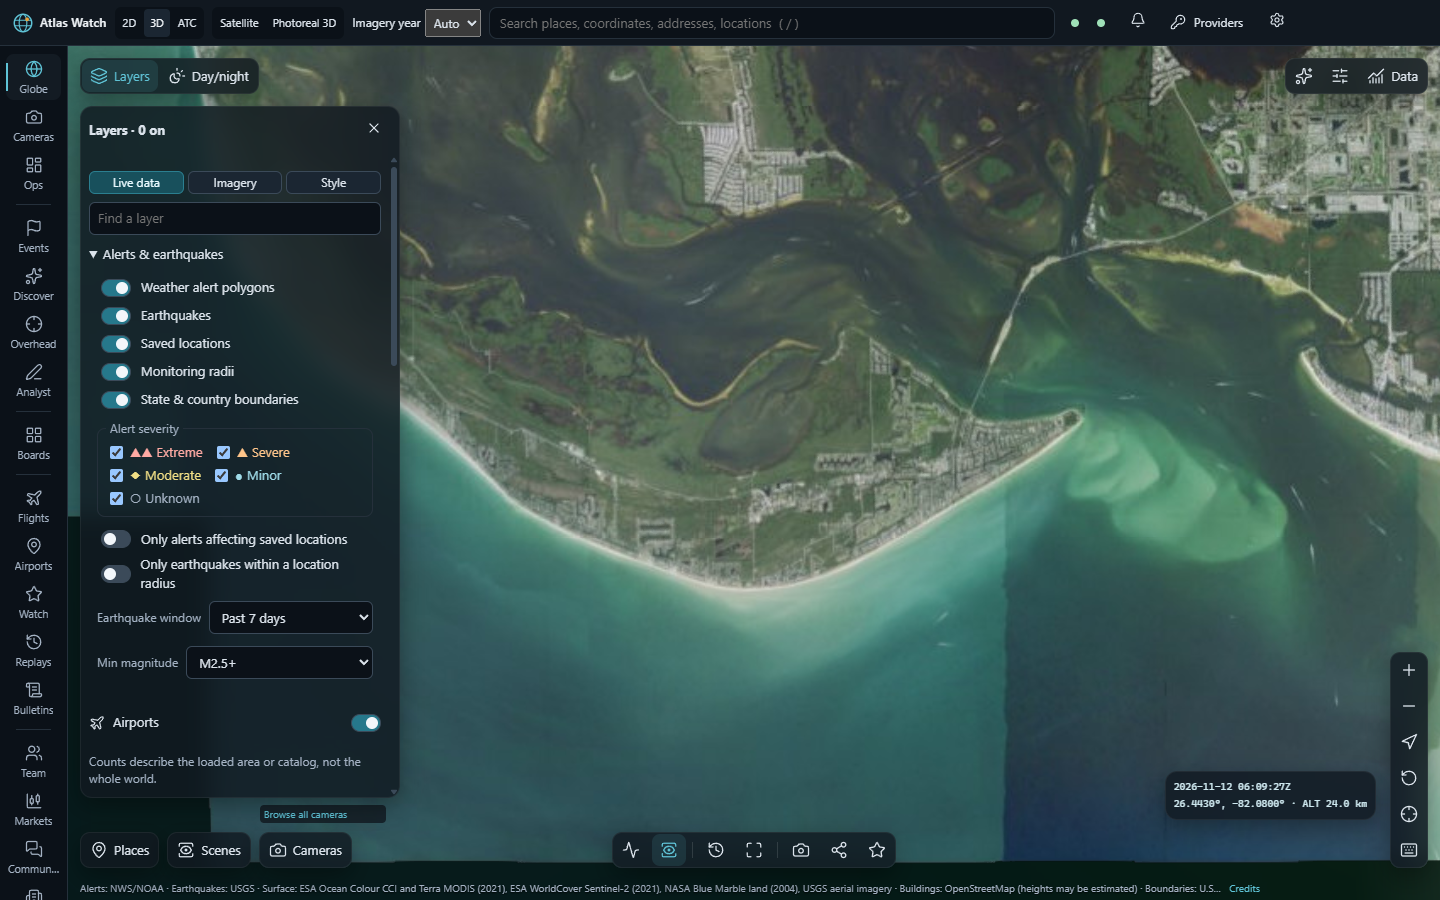 Atlas Watch 2D 3D ATC Satellite Photoreal 3D Imagery year Auto Search places, coordinates, addresses, locations ( / ) Providers
Globe
Cameras
Ops
Events
Discover
Overhead
Analyst
Boards
Flights
Airports
Watch
Replays
Bulletins
Team
Markets
Commun...
Layers Day/night
Data
Layers · 0 on
Live data Imagery Style
Find a layer
▼ Alerts & earthquakes
Weather alert polygons
Earthquakes
Saved locations
Monitoring radii
State & country boundaries
Alert severity
▲▲ Extreme ▲ Severe
◆ Moderate ● Minor
○ Unknown
Only alerts affecting saved locations
Only earthquakes within a location
radius
Earthquake window Past 7 days
Min magnitude M2.5+
Airports
Counts describe the loaded area or catalog, not the
whole world.
Browse all cameras
Places Scenes Cameras
2026-11-12 06:09:27Z
26.4430°, -82.0800° · ALT 24.0 km
Alerts: NWS/NOAA · Earthquakes: USGS · Surface: ESA Ocean Colour CCI and Terra MODIS (2021), ESA WorldCover Sentinel-2 (2021), NASA Blue Marble land (2004), USGS aerial imagery · Buildings: OpenStreetMap (heights may be estimated) · Boundaries: U.S... Credits